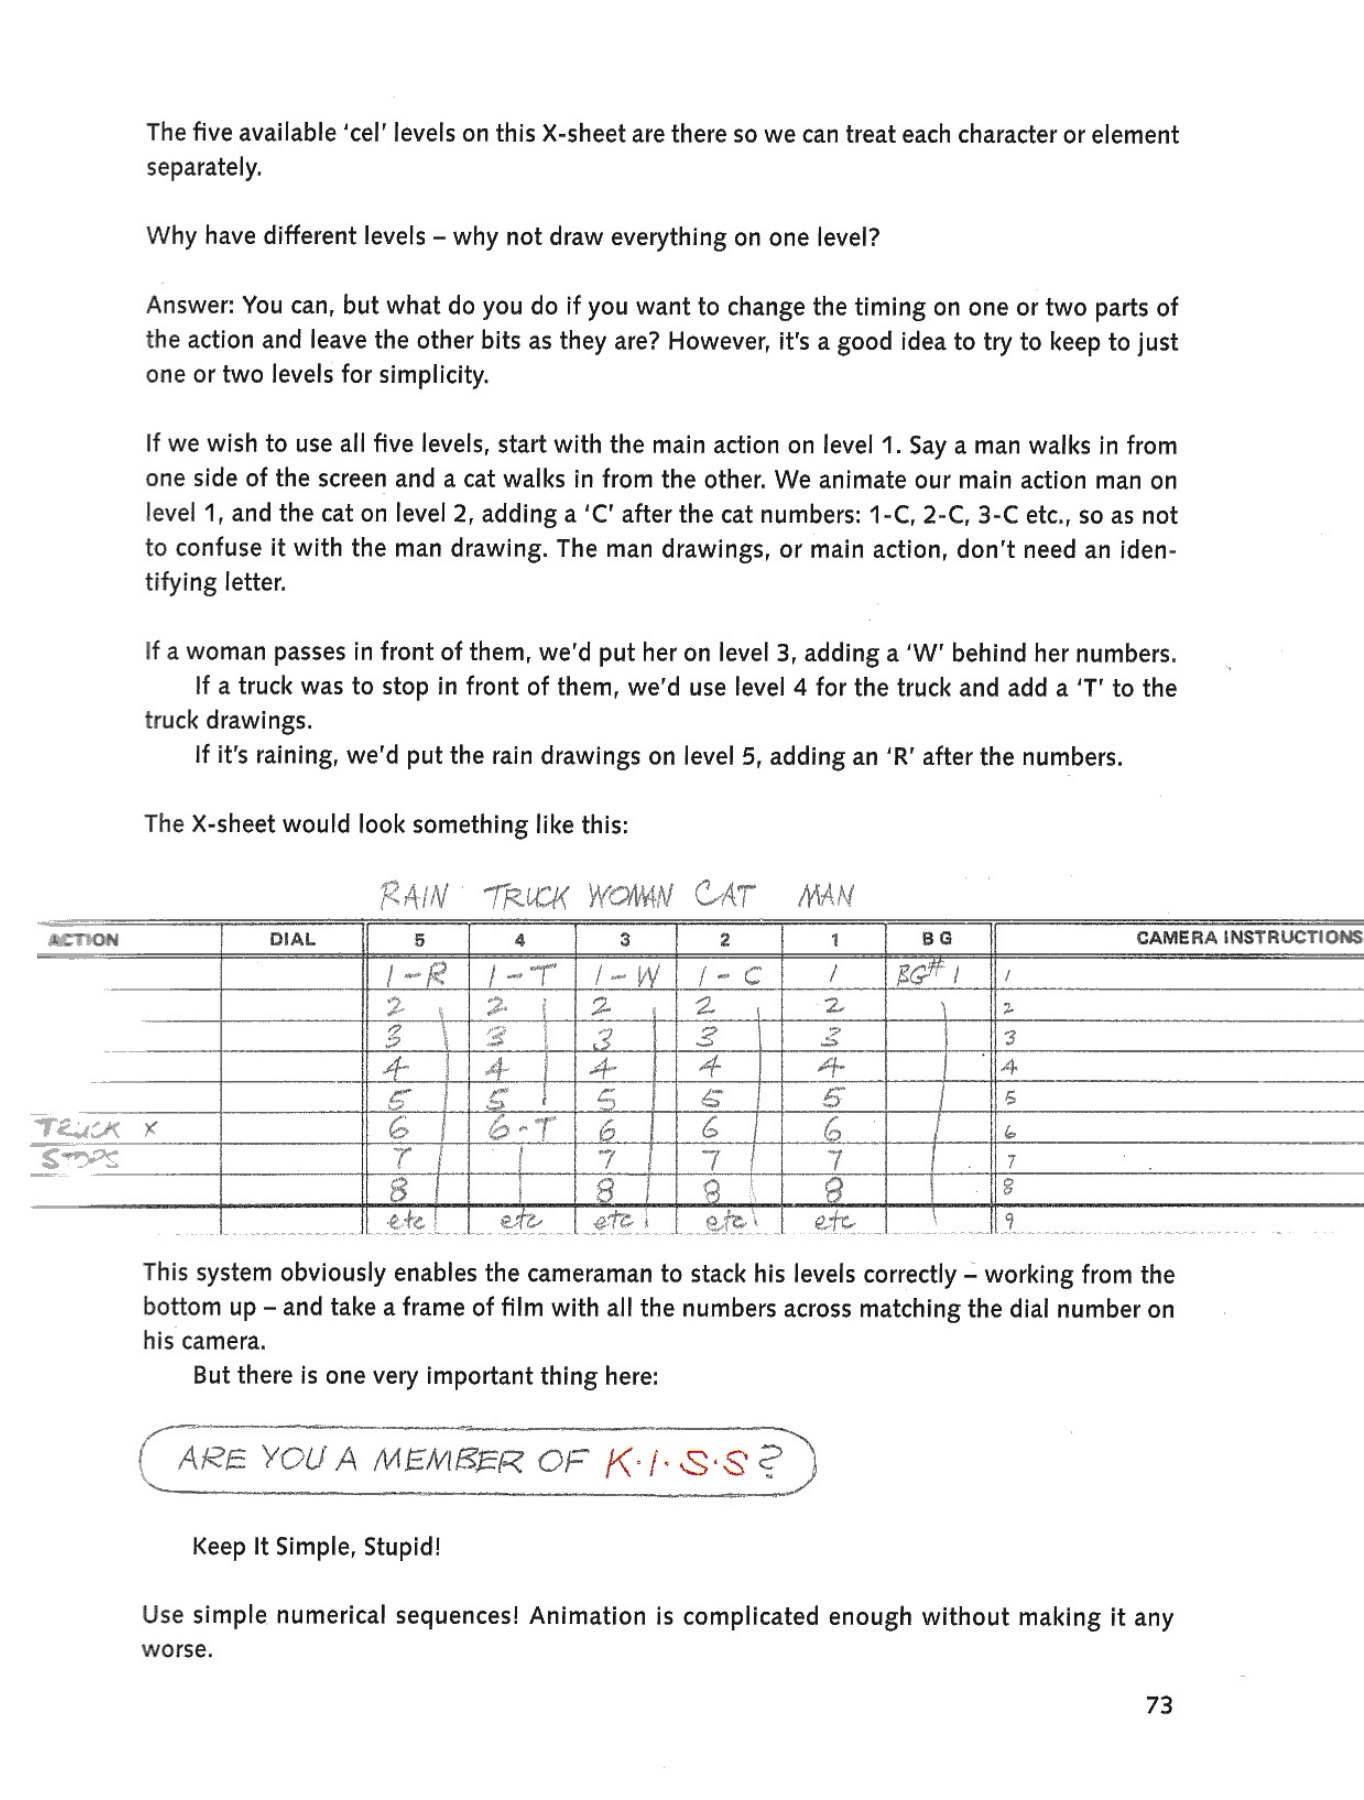 The five available ‘cel’ levels on this X-sheet are there so we can treat each character or element
separately.
Why have different levels – why not draw everything on one level?
Answer: You can, but what do you do if you want to change the timing on one or two parts of
the action and leave the other bits as they are? However, it's a good idea to try to keep to just
one or two levels for simplicity.
If we wish to use all five levels, start with the main action on level 1. Say a man walks in from
one side of the screen and a cat walks in from the other. We animate our main action man on
level 1, and the cat on level 2, adding a ‘C’ after the cat numbers: 1-C, 2-C, 3-C etc., so as not
to confuse it with the man drawing. The man drawings, or main action, don't need an iden-
tifying letter.
If a woman passes in front of them, we'd put her on level 3, adding a ‘W’ behind her numbers.
If a truck was to stop in front of them, we'd use level 4 for the truck and add a ‘T’ to the
truck drawings.
If it's raining, we'd put the rain drawings on level 5, adding an ‘R’ after the numbers.
The X-sheet would look something like this:
RAIN TRUCK WOMAN CAT MAN
ACTION DIAL 5 4 3 2 1 BG CAMERA INSTRUCTIONS
1-R 1-T 1-W 1-C 1 BG#1 1
2 2 2 2 2 2
3 3 3 3 3 3
4 4 4 4 4 4
5 5 5 5 5 5
TRUCK X 6 6-T 6 6 6 6
STOPS 7 7 7 7 7
8 8 8 8 8
etc etc etc etc etc 9
This system obviously enables the cameraman to stack his levels correctly – working from the
bottom up – and take a frame of film with all the numbers across matching the dial number on
his camera.
But there is one very important thing here:
ARE YOU A MEMBER OF K·I·S·S?
Keep It Simple, Stupid!
Use simple numerical sequences! Animation is complicated enough without making it any
worse.
73